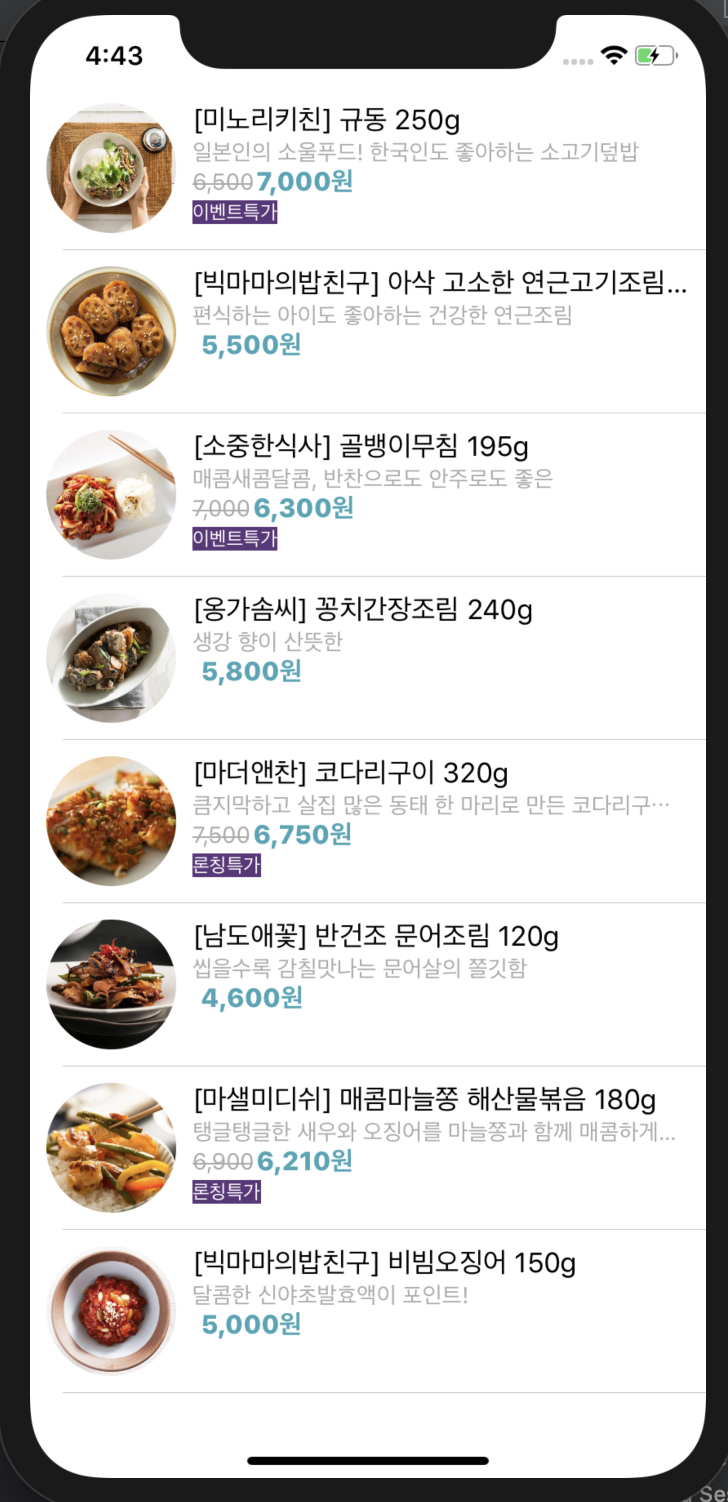 4:43
[미노리키친] 규동 250g
일본인의 소울푸드! 한국인도 좋아하는 소고기덮밥
6,500 7,000원
이벤트특가
[빅마마의밥친구] 아삭 고소한 연근고기조림...
편식하는 아이도 좋아하는 건강한 연근조림
5,500원
[소중한식사] 골뱅이무침 195g
매콤새콤달콤, 반찬으로도 안주로도 좋은
7,000 6,300원
이벤트특가
[옹가솜씨] 꽁치간장조림 240g
생강 향이 산뜻한
5,800원
[마더앤찬] 코다리구이 320g
큼지막하고 살집 많은 동태 한 마리로 만든 코다리구…
7,500 6,750원
론칭특가
[남도애꽃] 반건조 문어조림 120g
씹을수록 감칠맛나는 문어살의 쫄깃함
4,600원
[마샐미디쉬] 매콤마늘쫑 해산물볶음 180g
탱글탱글한 새우와 오징어를 마늘쫑과 함께 매콤하게...
6,900 6,210원
론칭특가
[빅마마의밥친구] 비빔오징어 150g
달콤한 신야초발효액이 포인트!
5,000원
Se